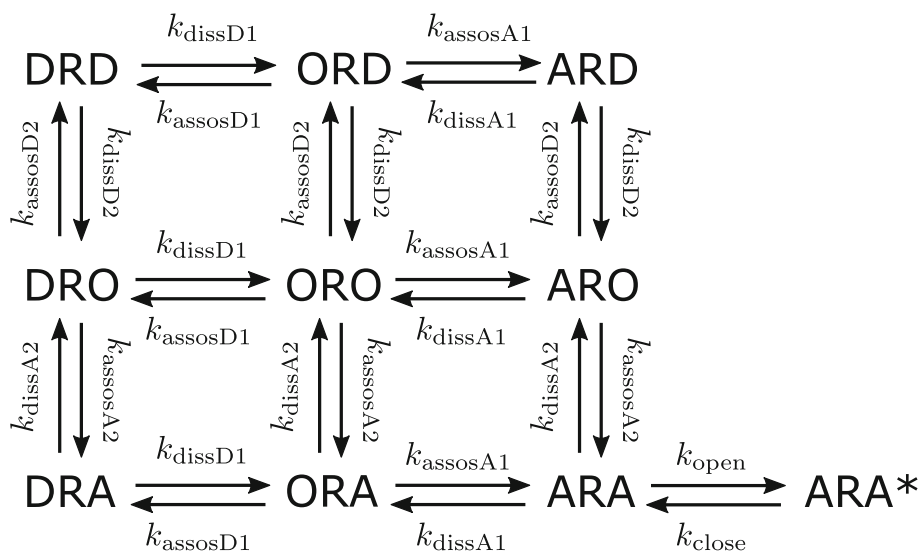 k_dissD1 k_assosA1
DRD ORD ARD
k_assosD1 k_dissA1
k_assosD2 k_dissD2 k_assosD2 k_dissD2 k_assosD2 k_dissD2
k_dissD1 k_assosA1
DRO ORO ARO
k_assosD1 k_dissA1
k_dissA2 k_assosA2 k_dissA2 k_assosA2 k_dissA2 k_assosA2
k_dissD1 k_assosA1 k_open
DRA ORA ARA ARA*
k_assosD1 k_dissA1 k_close